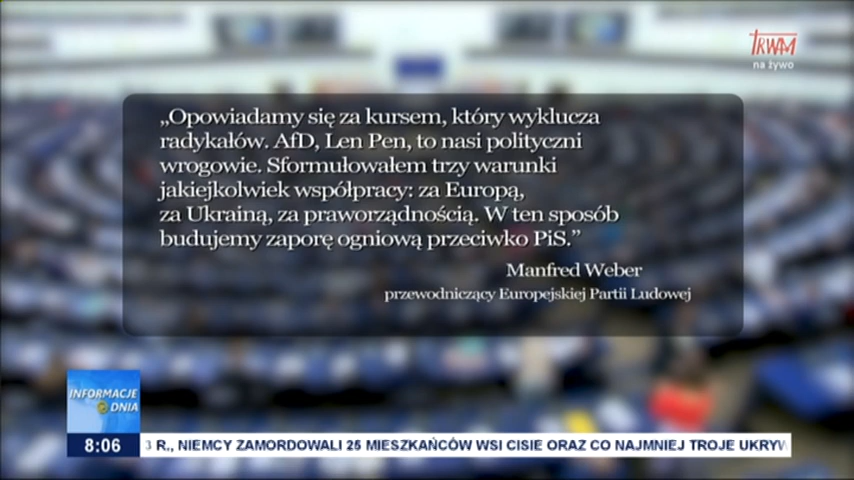 TRWAM
na żywo
„Opowiadamy się za kursem, który wyklucza
radykałów. AfD, Len Pen, to nasi polityczni
wrogowie. Sformułowałem trzy warunki
jakiejkolwiek współpracy: za Europą,
za Ukrainą, za praworządnością. W ten sposób
budujemy zaporę ogniową przeciwko PiS.”
Manfred Weber
przewodniczący Europejskiej Partii Ludowej
INFORMACJE
DNIA
8:06
3 R., NIEMCY ZAMORDOWALI 25 MIESZKAŃCÓW WSI CISIE ORAZ CO NAJMNIEJ TROJE UKRYW